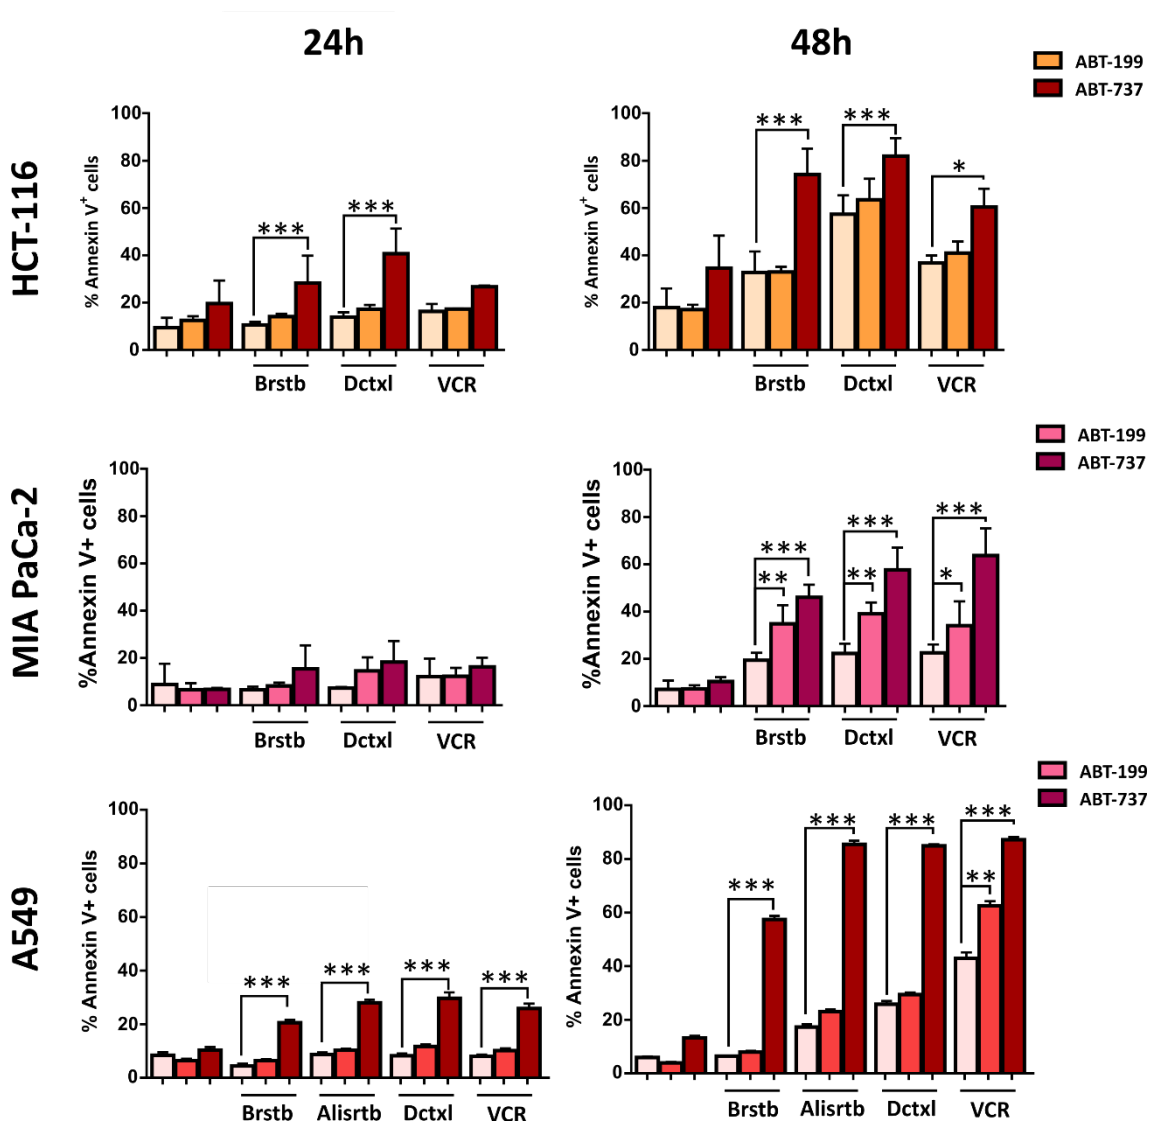 24h
48h
ABT-199
ABT-737
HCT-116
% Annexin V+ cells
100
80
60
40
20
0
***
***
Brstb Dctxl VCR
% Annexin V+ cells
100
80
60
40
20
0
***
***
*
Brstb Dctxl VCR
ABT-199
ABT-737
MIA PaCa-2
%Annexin V+ cells
100
80
60
40
20
0
Brstb Dctxl VCR
%Annexin V+ cells
100
80
60
40
20
0
***
**
***
**
***
*
Brstb Dctxl VCR
ABT-199
ABT-737
A549
% Annexin V+ cells
100
80
60
40
20
0
***
***
***
***
Brstb Alisrtb Dctxl VCR
% Annexin V+ cells
100
80
60
40
20
0
***
***
***
***
**
Brstb Alisrtb Dctxl VCR